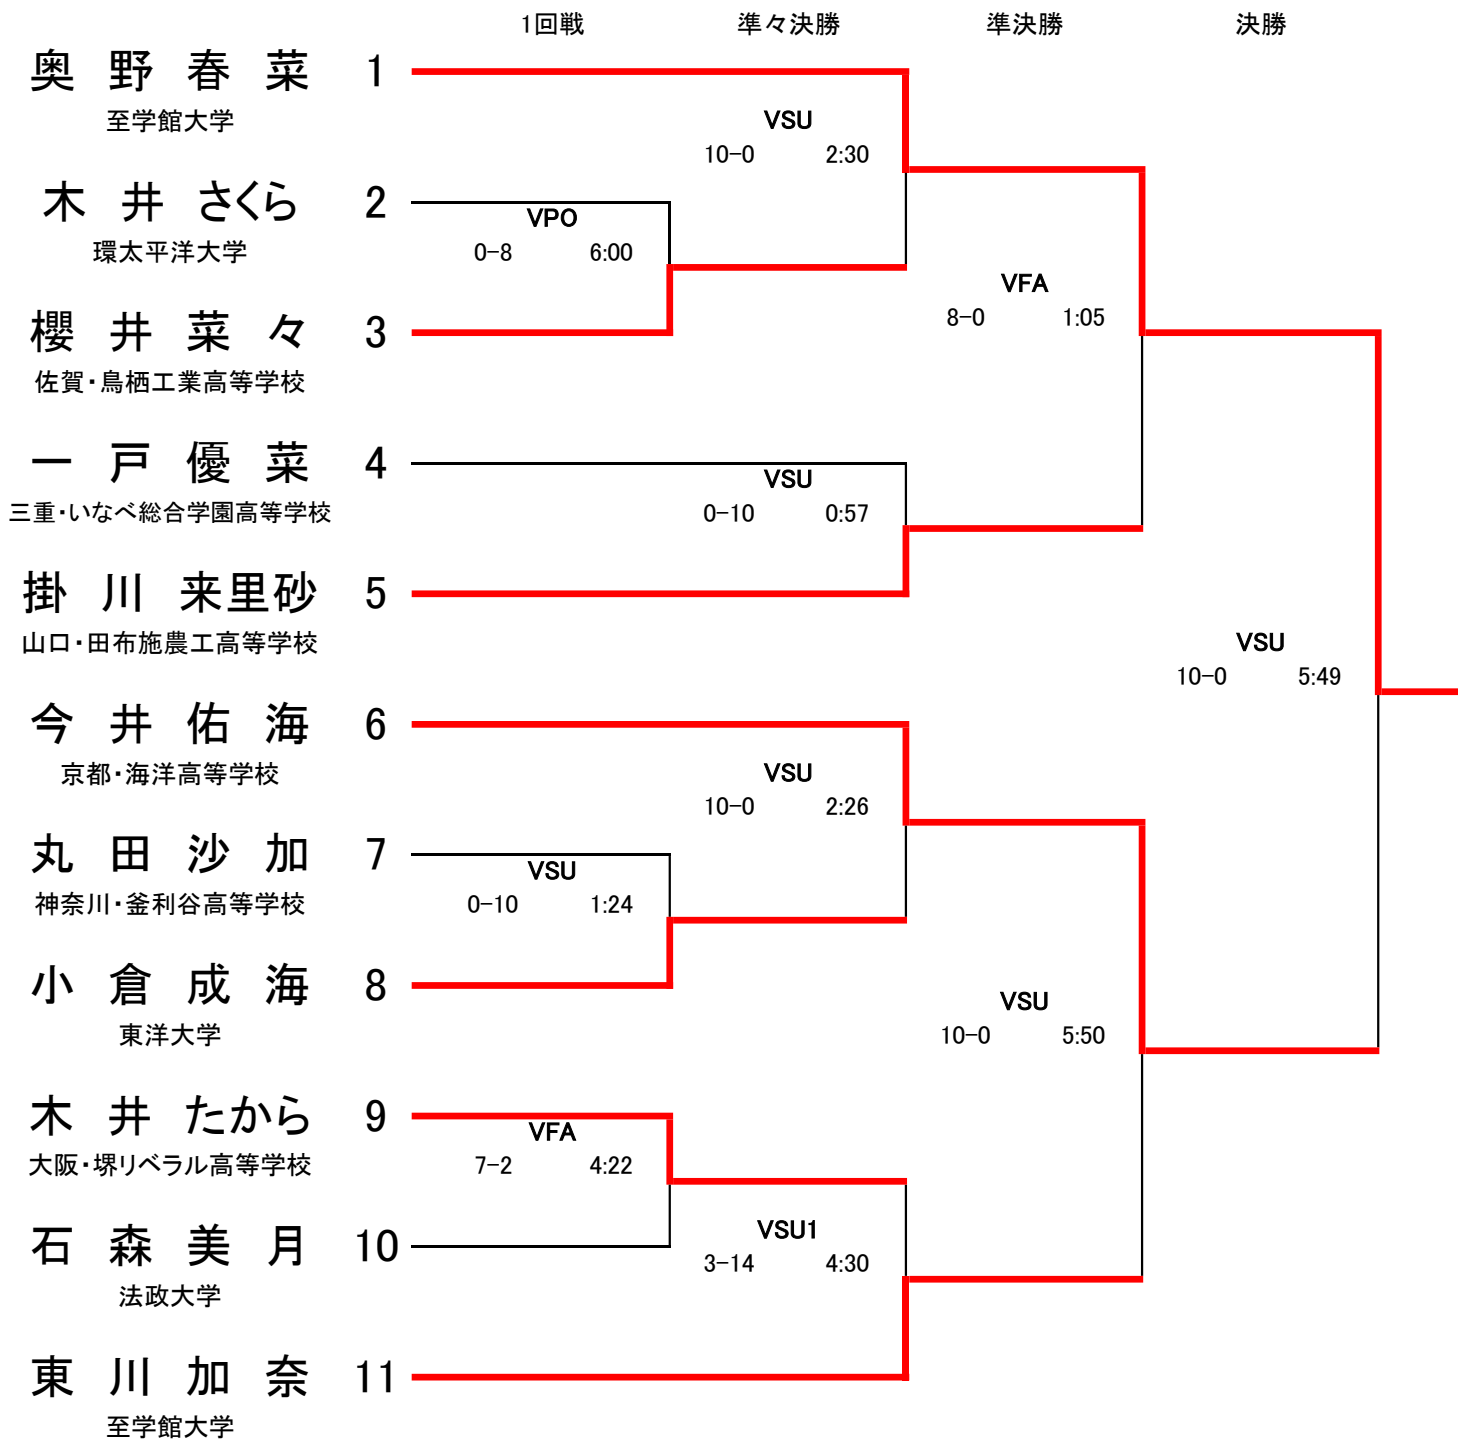 1回戦 準々決勝 準決勝 決勝
奥野春菜 1
至学館大学
VSU
10-0 2:30
木井さくら 2
環太平洋大学
VPO
0-8 6:00
櫻井菜々 3
佐賀・鳥栖工業高等学校
VFA
8-0 1:05
一戸優菜 4
三重・いなべ総合学園高等学校
VSU
0-10 0:57
掛川来里砂 5
山口・田布施農工高等学校
VSU
10-0 5:49
今井佑海 6
京都・海洋高等学校
VSU
10-0 2:26
丸田沙加 7
神奈川・釜利谷高等学校
VSU
0-10 1:24
小倉成海 8
東洋大学
VSU
10-0 5:50
木井たから 9
大阪・堺リベラル高等学校
VFA
7-2 4:22
石森美月 10
法政大学
VSU1
3-14 4:30
東川加奈 11
至学館大学